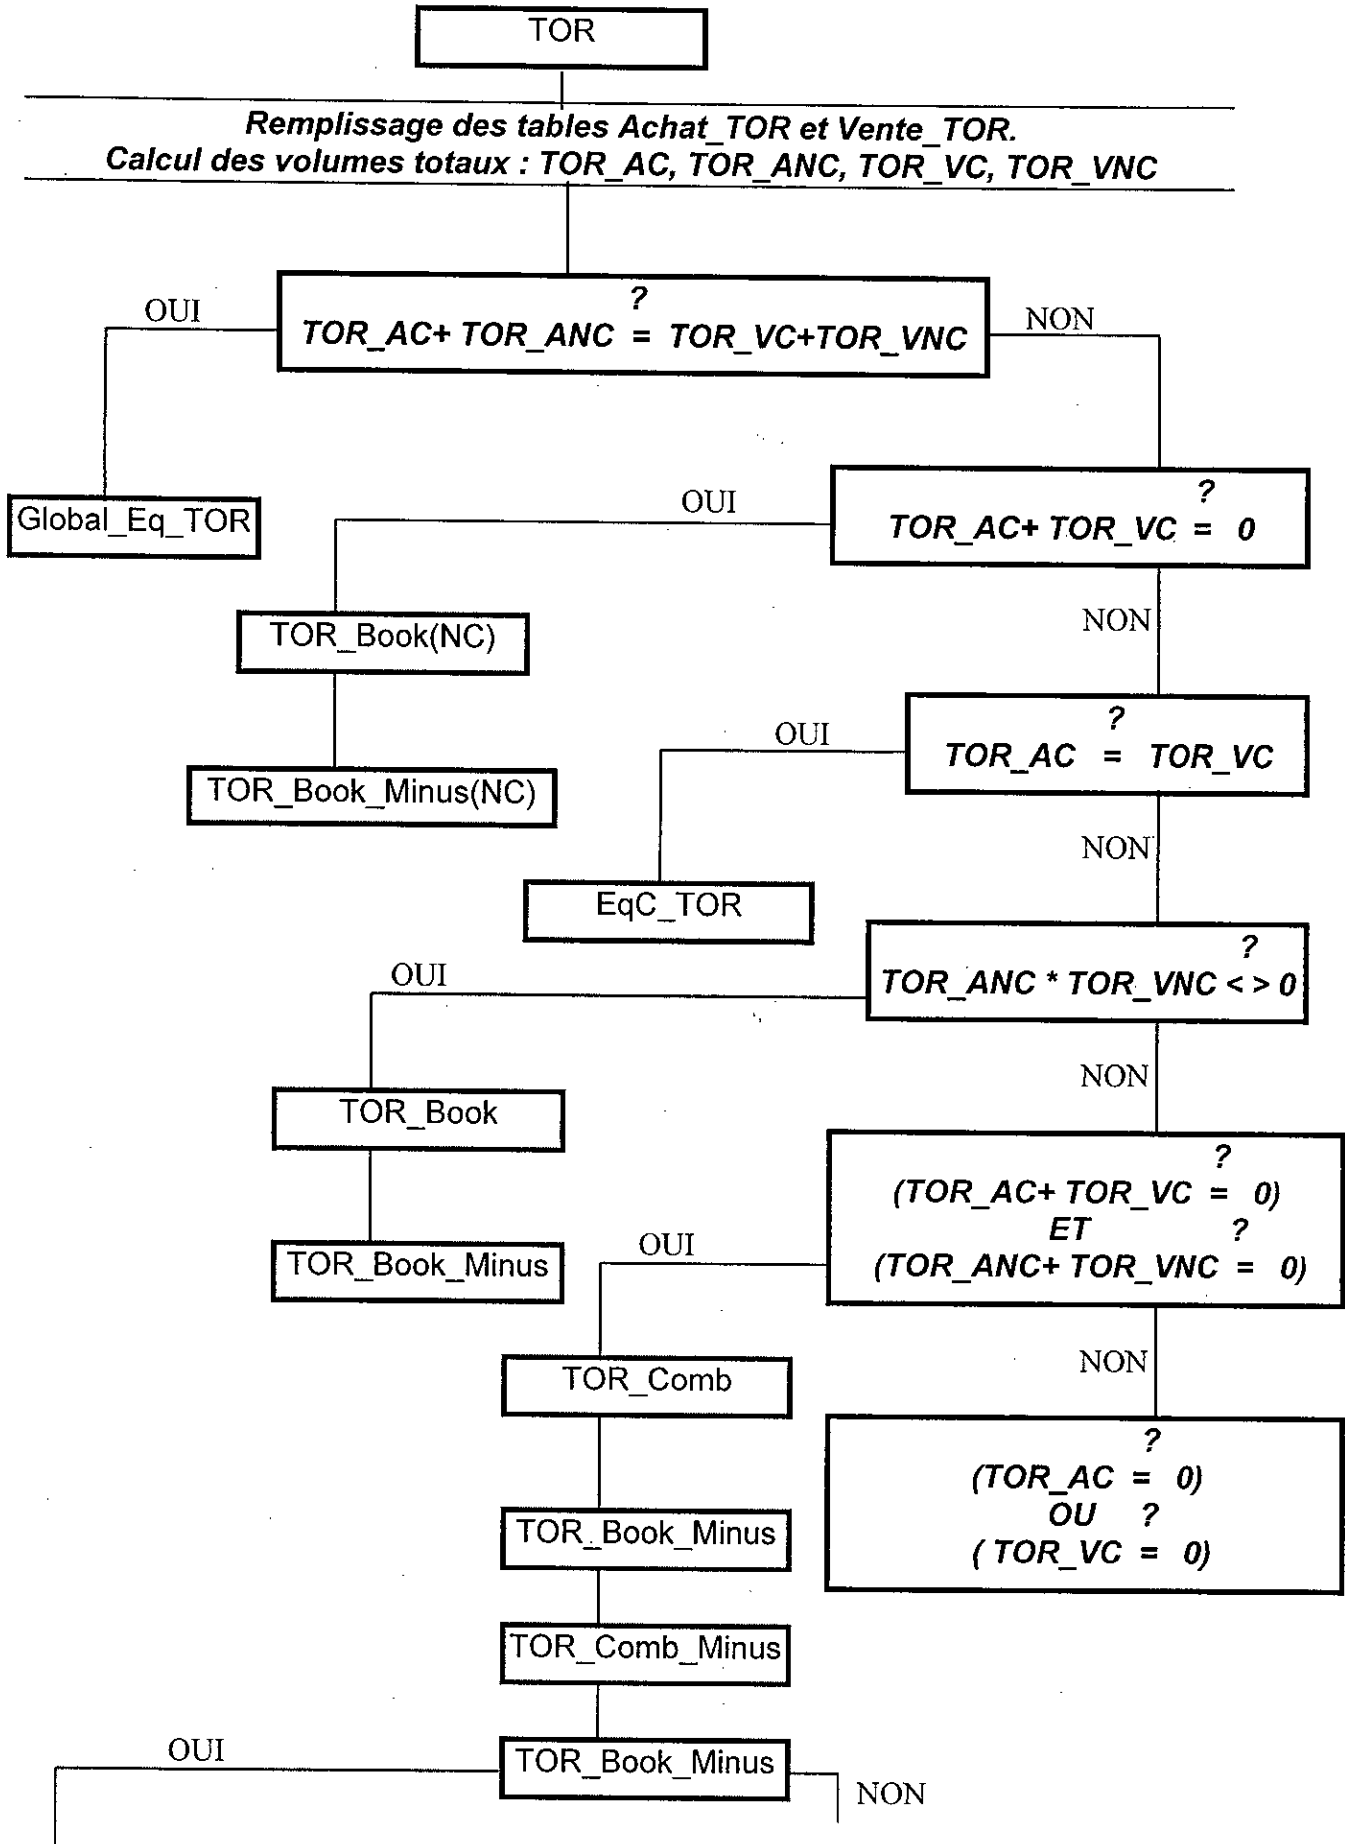 TOR
Remplissage des tables Achat_TOR et Vente_TOR.
Calcul des volumes totaux : TOR_AC, TOR_ANC, TOR_VC, TOR_VNC
OUI
?
TOR_AC+ TOR_ANC = TOR_VC+TOR_VNC
NON
Global_Eq_TOR
OUI
?
TOR_AC+ TOR_VC = 0
TOR_Book(NC)
NON
TOR_Book_Minus(NC)
OUI
?
TOR_AC = TOR_VC
NON
EqC_TOR
OUI
?
TOR_ANC * TOR_VNC < > 0
NON
TOR_Book
TOR_Book_Minus
OUI
?
(TOR_AC+ TOR_VC = 0)
ET ?
(TOR_ANC+ TOR_VNC = 0)
NON
TOR_Comb
?
(TOR_AC = 0)
OU ?
( TOR_VC = 0)
TOR_Book_Minus
TOR_Comb_Minus
OUI
TOR_Book_Minus
NON